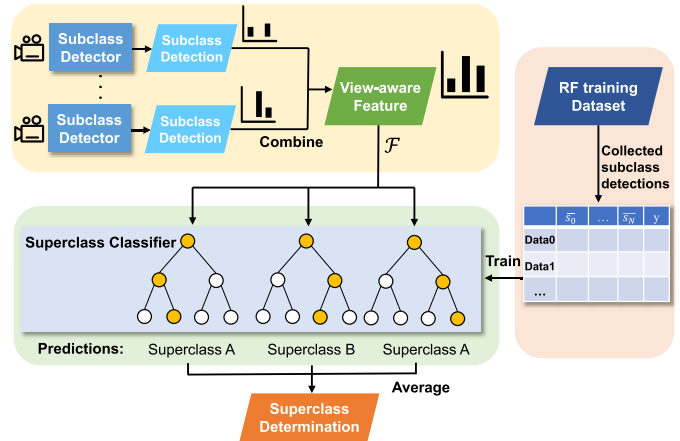 Subclass
Detector
Subclass
Detection
Subclass
Detector
Subclass
Detection
Combine
View-aware
Feature
ℱ
RF training
Dataset
Collected
subclass
detections
s̅₀ … s̅_N y
Data0
Data1
…
Train
Superclass Classifier
Predictions: Superclass A Superclass B Superclass A
Average
Superclass
Determination